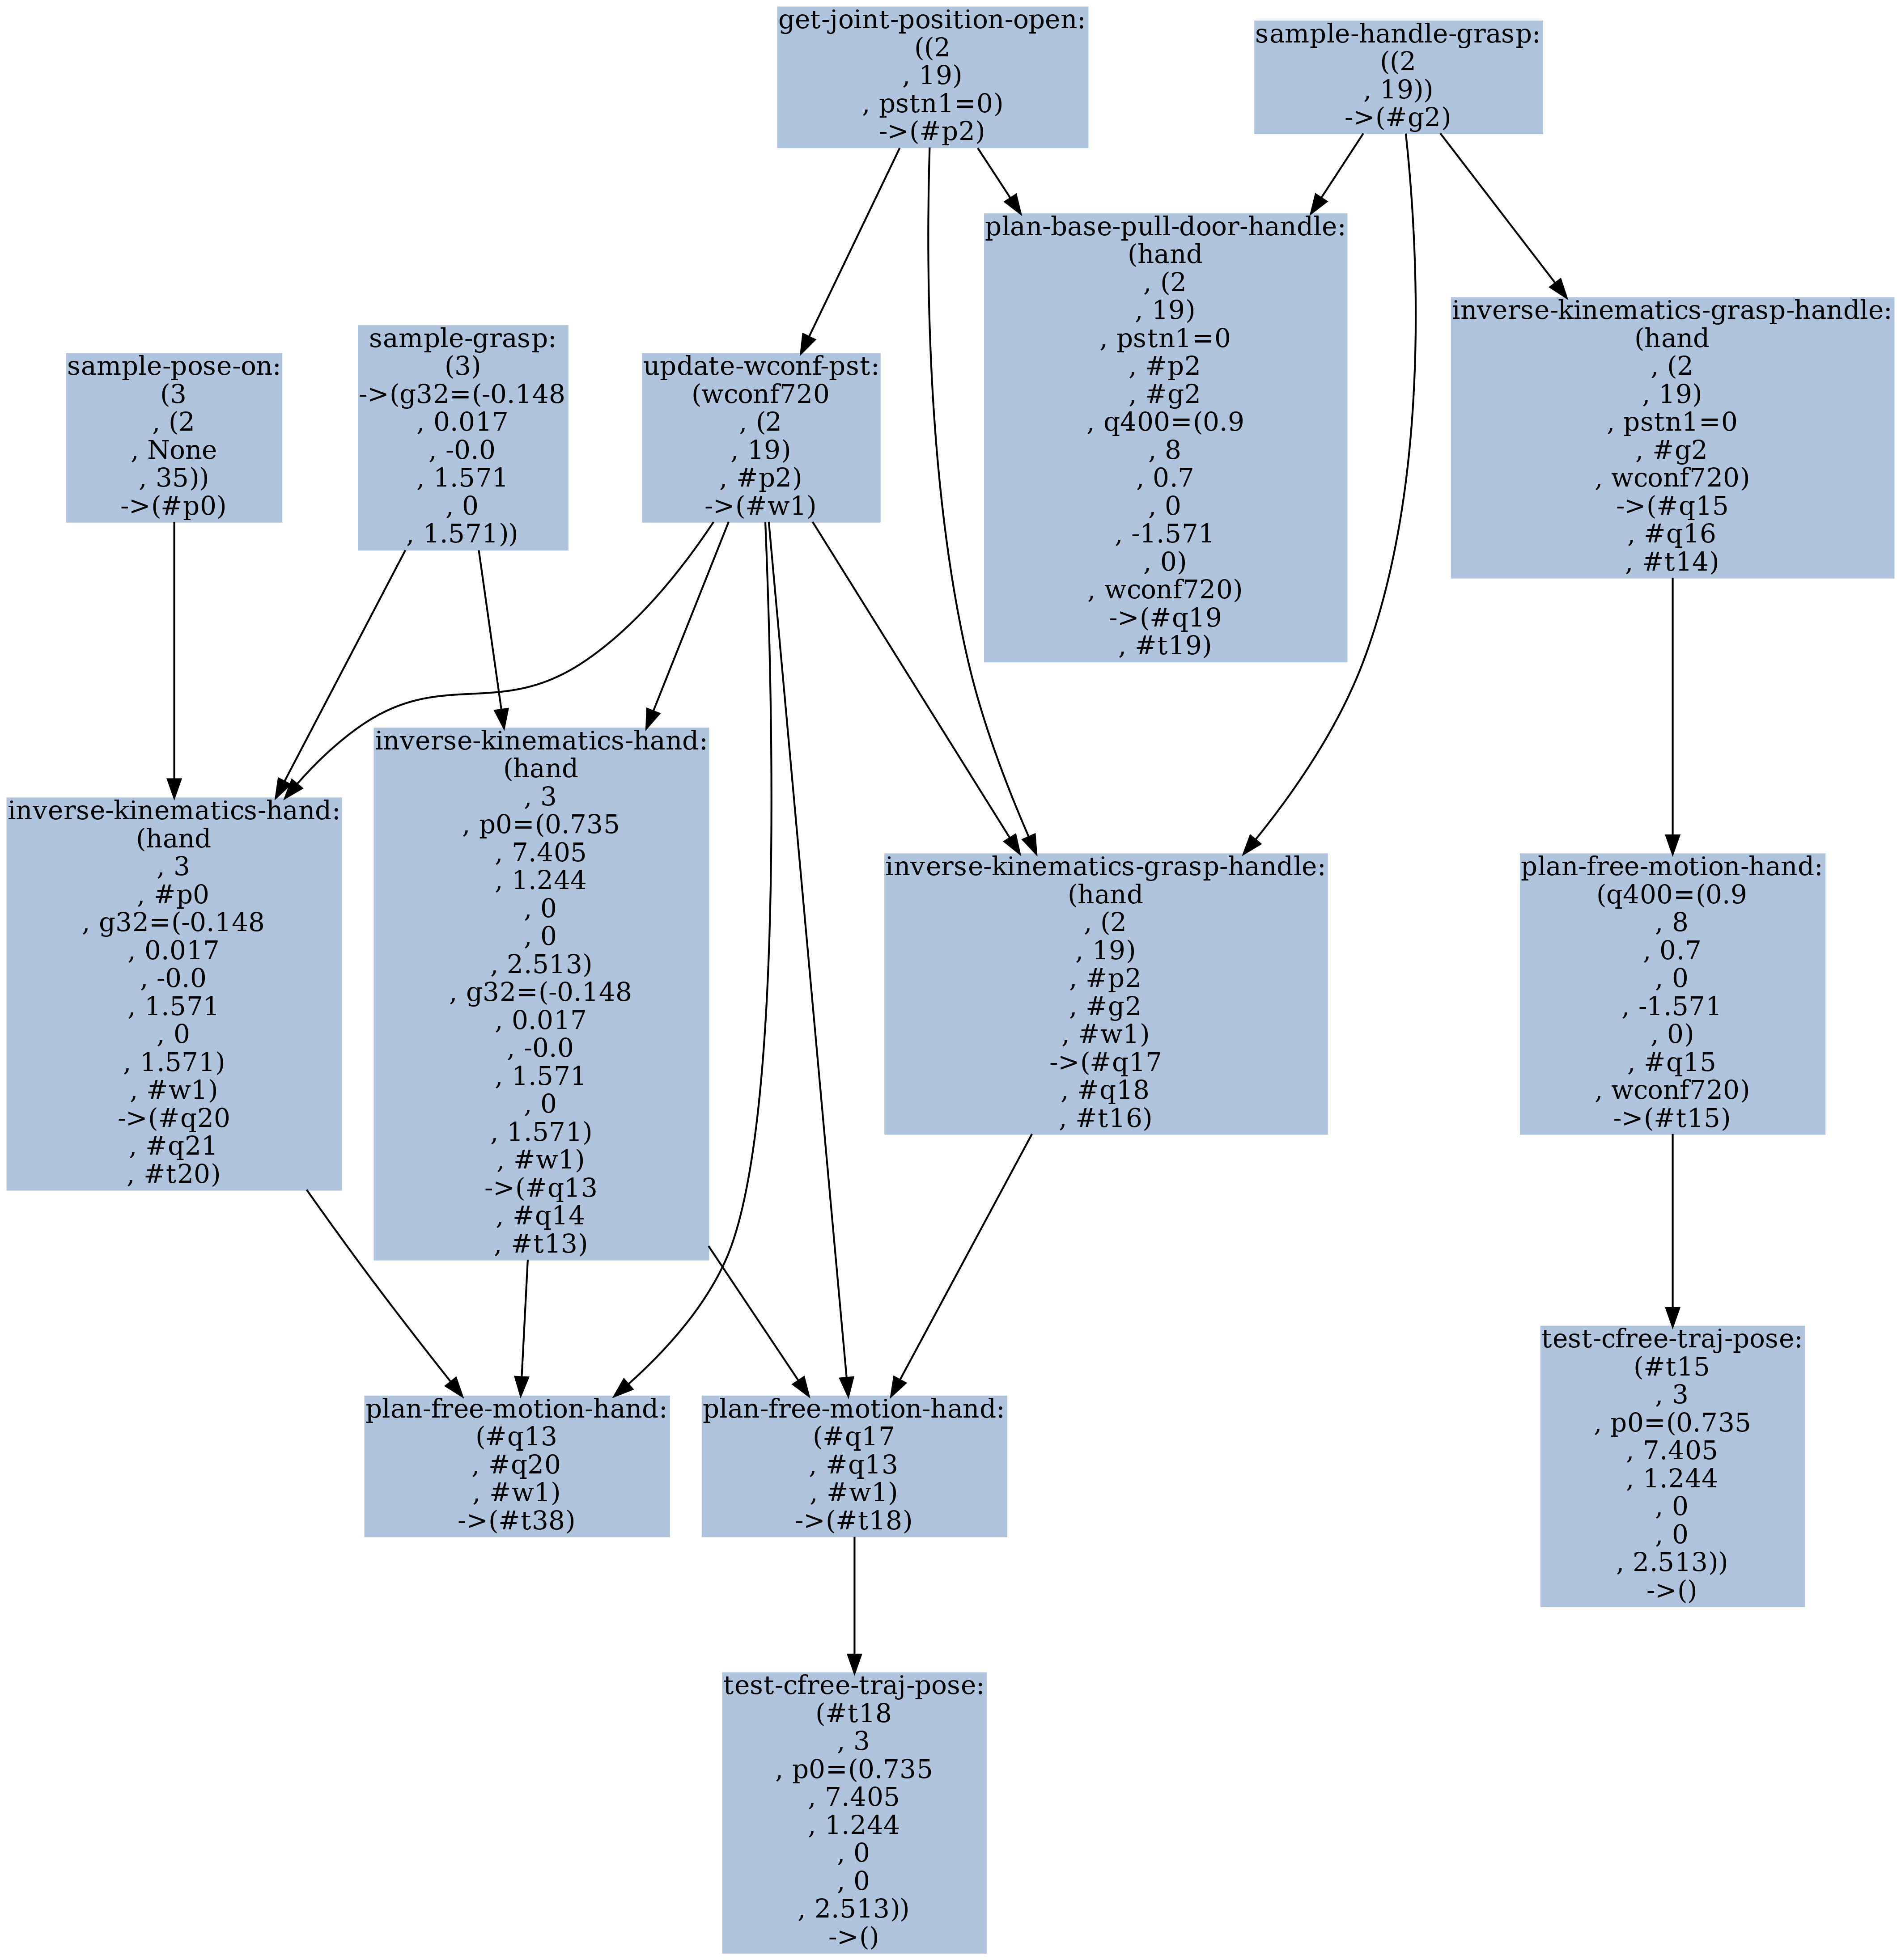 get-joint-position-open:
((2
, 19)
, pstn1=0)
->(#p2)
sample-handle-grasp:
((2
, 19))
->(#g2)
plan-base-pull-door-handle:
(hand
, (2
, 19)
, pstn1=0
, #p2
, #g2
, q400=(0.9
, 8
, 0.7
, 0
, -1.571
, 0)
, wconf720)
->(#q19
, #t19)
inverse-kinematics-grasp-handle:
(hand
, (2
, 19)
, pstn1=0
, #g2
, wconf720)
->(#q15
, #q16
, #t14)
sample-pose-on:
(3
, (2
, None
, 35))
->(#p0)
sample-grasp:
(3)
->(g32=(-0.148
, 0.017
, -0.0
, 1.571
, 0
, 1.571))
update-wconf-pst:
(wconf720
, (2
, 19)
, #p2)
->(#w1)
inverse-kinematics-hand:
(hand
, 3
, #p0
, g32=(-0.148
, 0.017
, -0.0
, 1.571
, 0
, 1.571)
, #w1)
->(#q20
, #q21
, #t20)
inverse-kinematics-hand:
(hand
, 3
, p0=(0.735
, 7.405
, 1.244
, 0
, 0
, 2.513)
, g32=(-0.148
, 0.017
, -0.0
, 1.571
, 0
, 1.571)
, #w1)
->(#q13
, #q14
, #t13)
inverse-kinematics-grasp-handle:
(hand
, (2
, 19)
, #p2
, #g2
, #w1)
->(#q17
, #q18
, #t16)
plan-free-motion-hand:
(q400=(0.9
, 8
, 0.7
, 0
, -1.571
, 0)
, #q15
, wconf720)
->(#t15)
plan-free-motion-hand:
(#q13
, #q20
, #w1)
->(#t38)
plan-free-motion-hand:
(#q17
, #q13
, #w1)
->(#t18)
test-cfree-traj-pose:
(#t15
, 3
, p0=(0.735
, 7.405
, 1.244
, 0
, 0
, 2.513))
->()
test-cfree-traj-pose:
(#t18
, 3
, p0=(0.735
, 7.405
, 1.244
, 0
, 0
, 2.513))
->()